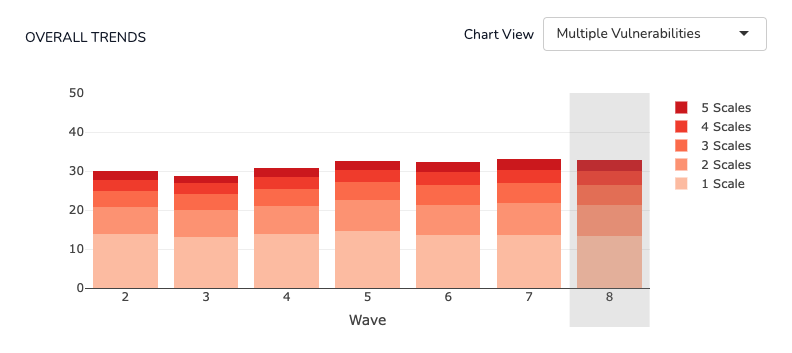 OVERALL TRENDS
Chart View
Multiple Vulnerabilities
50
40
30
20
10
0
2 3 4 5 6 7 8
Wave
5 Scales
4 Scales
3 Scales
2 Scales
1 Scale